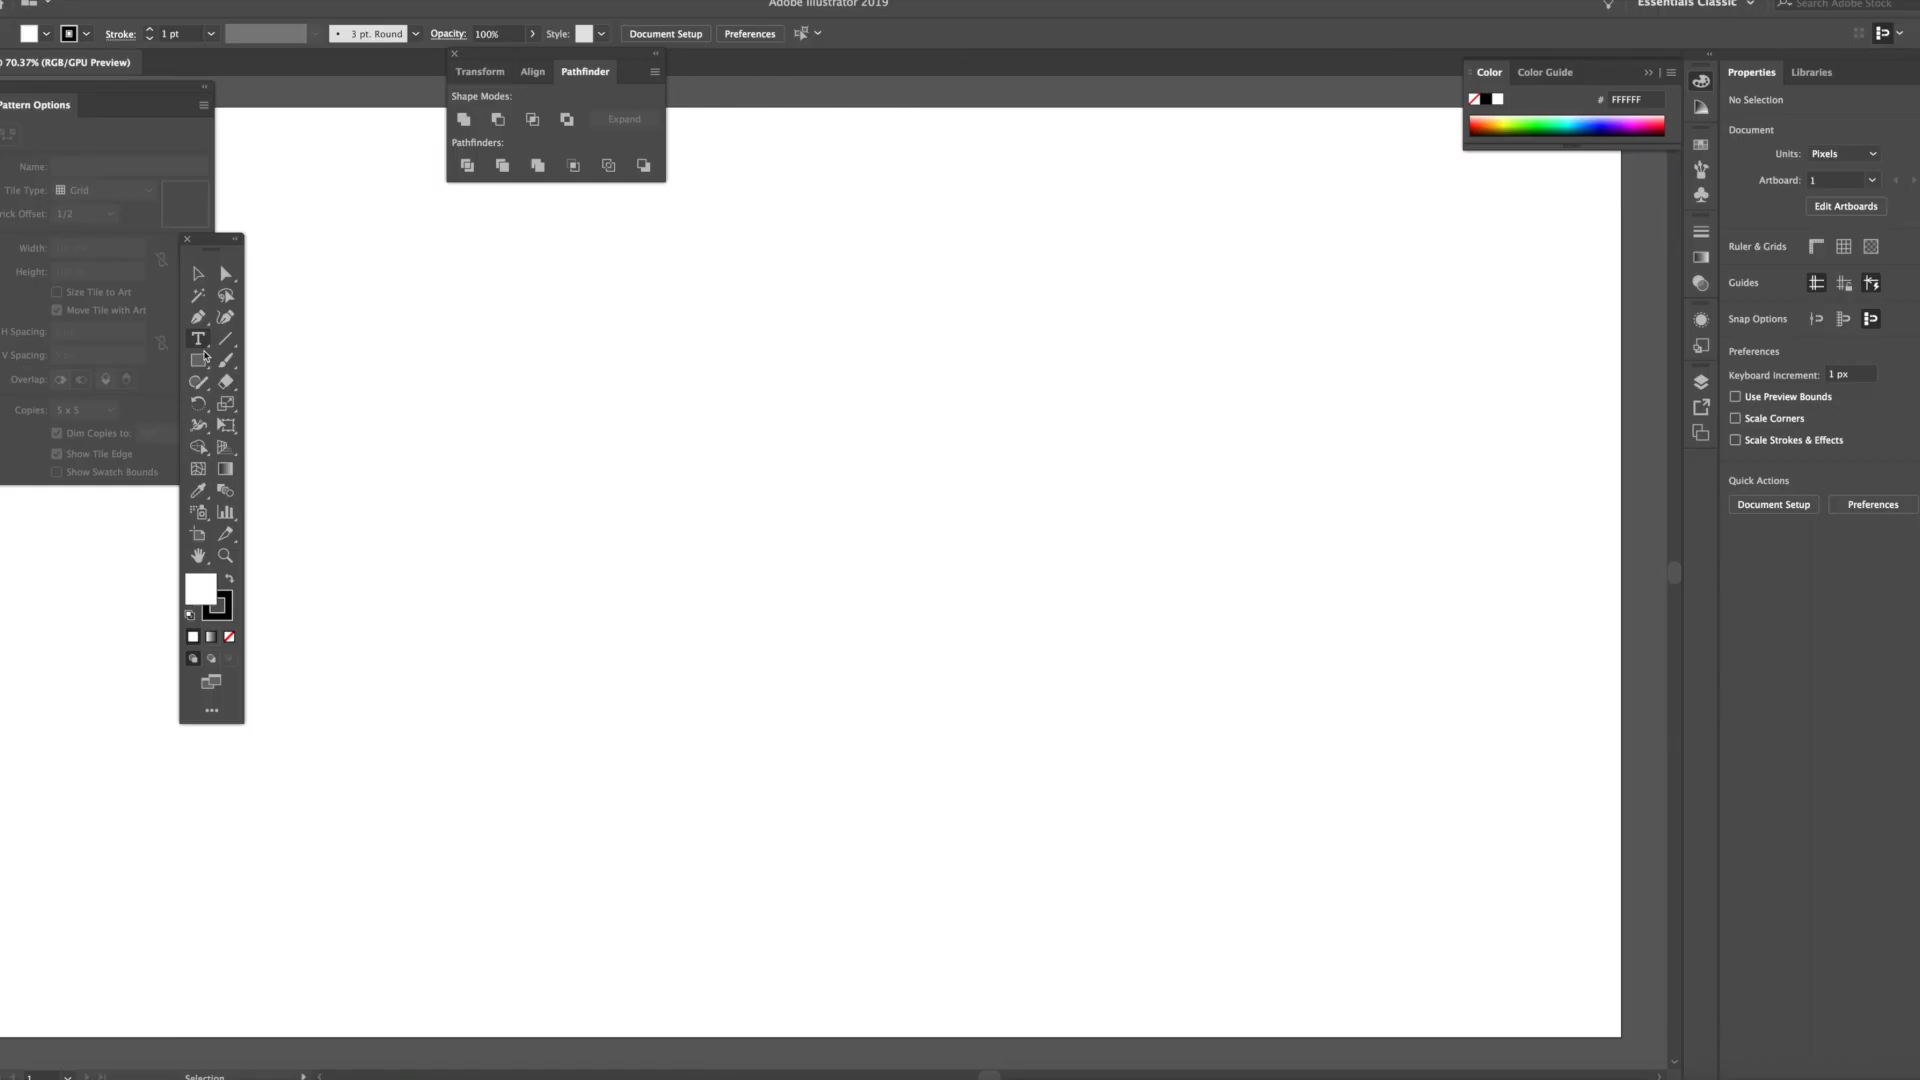 Adobe Illustrator 2019
Essentials Classic
Search Adobe Stock
Stroke: 1 pt
3 pt. Round
Opacity: 100%
Style:
Document Setup
Preferences
70.37% (RGB/GPU Preview)
Transform
Align
Pathfinder
Shape Modes:
Expand
Pathfinders:
Color
Color Guide
# FFFFFF
Properties
Libraries
No Selection
Document
Units: Pixels
Artboard: 1
Edit Artboards
Ruler & Grids
Guides
Snap Options
Preferences
Keyboard Increment: 1 px
Use Preview Bounds
Scale Corners
Scale Strokes & Effects
Quick Actions
Document Setup
Preferences
Pattern Options
Name:
Tile Type: Grid
rick Offset: 1/2
Width:
Height:
Size Tile to Art
Move Tile with Art
H Spacing:
V Spacing:
Overlap:
Copies: 5 x 5
Dim Copies to:
Show Tile Edge
Show Swatch Bounds
1
Selection